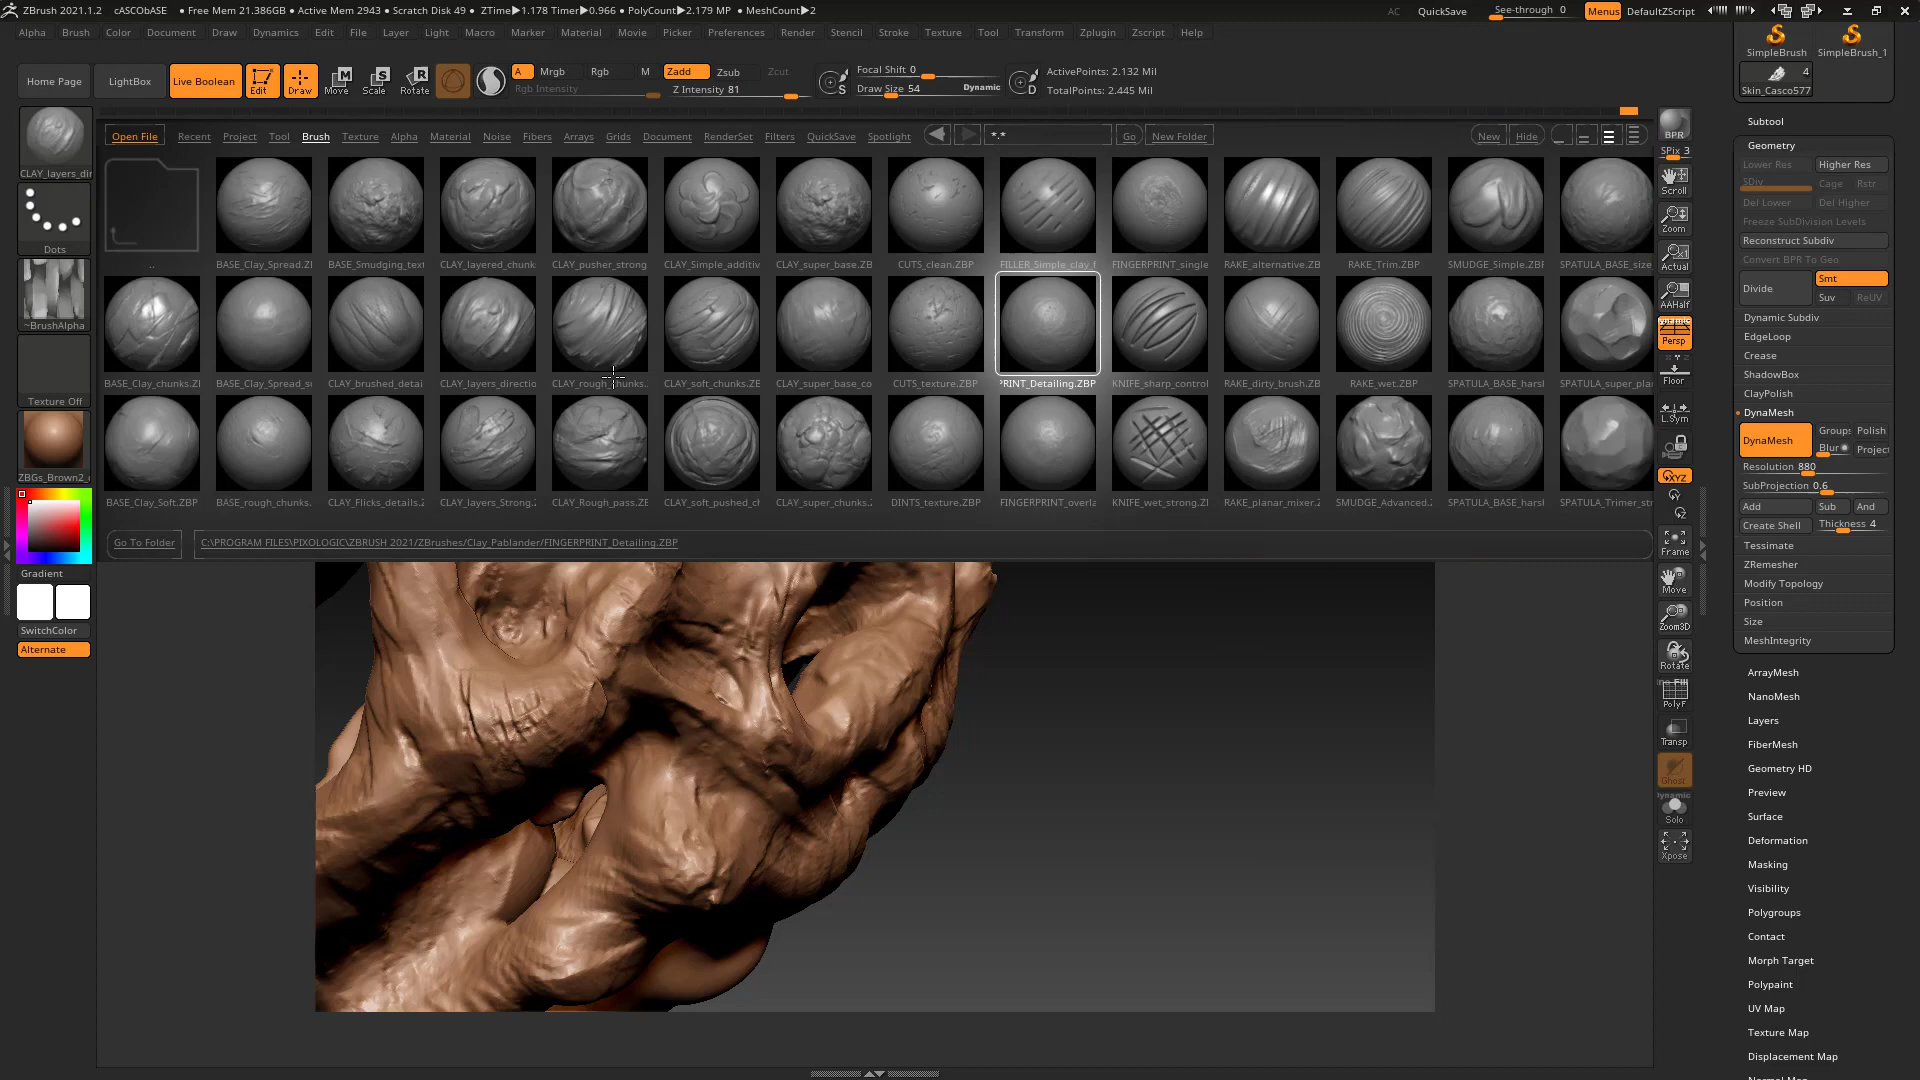 ZBrush 2021.1.2 cASCObASE • Free Mem 21.386GB • Active Mem 2943 • Scratch Disk 49 • ZTime▶1.178 Timer▶0.966 • PolyCount▶2.179 MP • MeshCount▶2 AC QuickSave See-through 0 Menus DefaultZScript
Alpha Brush Color Document Draw Dynamics Edit File Layer Light Macro Marker Material Movie Picker Preferences Render Stencil Stroke Texture Tool Transform Zplugin Zscript Help
Home Page LightBox Live Boolean Edit Draw Move Scale Rotate
A Mrgb Rgb M Zadd Zsub Zcut
Rgb Intensity Z Intensity 81
Focal Shift 0
Draw Size 54 Dynamic
ActivePoints: 2.132 Mil
TotalPoints: 2.445 Mil
Open File Recent Project Tool Brush Texture Alpha Material Noise Fibers Arrays Grids Document RenderSet Filters QuickSave Spotlight *.* Go New Folder New Hide
.. BASE_Clay_Spread.ZI BASE_Smudging_text CLAY_layered_chunk CLAY_pusher_strong CLAY_Simple_additiv CLAY_super_base.ZB CUTS_clean.ZBP FILLER_Simple_clay_f FINGERPRINT_single RAKE_alternative.ZBI RAKE_Trim.ZBP SMUDGE_Simple.ZBF SPATULA_BASE_size
BASE_Clay_chunks.ZI BASE_Clay_Spread_s CLAY_brushed_detai CLAY_layers_directio CLAY_rough_chunks. CLAY_soft_chunks.ZE CLAY_super_base_co CUTS_texture.ZBP PRINT_Detailing.ZBP KNIFE_sharp_control RAKE_dirty_brush.ZB RAKE_wet.ZBP SPATULA_BASE_harsl SPATULA_super_plan
BASE_Clay_Soft.ZBP BASE_rough_chunks. CLAY_Flicks_details.Z CLAY_layers_Strong.Z CLAY_Rough_pass.ZE CLAY_soft_pushed_ch CLAY_super_chunks.Z DINTS_texture.ZBP FINGERPRINT_overla KNIFE_wet_strong.ZI RAKE_planar_mixer.Z SMUDGE_Advanced.Z SPATULA_BASE_harsl SPATULA_Trimer_str
Go To Folder C:\PROGRAM FILES\PIXOLOGIC\ZBRUSH 2021/ZBrushes/Clay_Pablander/FINGERPRINT_Detailing.ZBP
CLAY_layers_dir
Dots
~BrushAlpha
Texture Off
ZBGs_Brown2_
Gradient
SwitchColor
Alternate
BPR
SPix 3
Scroll
Zoom
Actual
AAHalf
Persp
Floor
L.Sym
XYZ
Frame
Move
Zoom3D
Rotate
PolyF
Transp
Ghost
Dynamic
Solo
Xpose
SimpleBrush SimpleBrush_1
4
Skin_Casco577
Subtool
Geometry
Lower Res Higher Res
SDiv Cage Rstr
Del Lower Del Higher
Freeze SubDivision Levels
Reconstruct Subdiv
Convert BPR To Geo
Divide Smt
Suv ReUV
Dynamic Subdiv
EdgeLoop
Crease
ShadowBox
ClayPolish
DynaMesh
DynaMesh Groups Polish
Blur Project
Resolution 880
SubProjection 0.6
Add Sub And
Create Shell Thickness 4
Tessimate
ZRemesher
Modify Topology
Position
Size
MeshIntegrity
ArrayMesh
NanoMesh
Layers
FiberMesh
Geometry HD
Preview
Surface
Deformation
Masking
Visibility
Polygroups
Contact
Morph Target
Polypaint
UV Map
Texture Map
Displacement Map
Normal Map